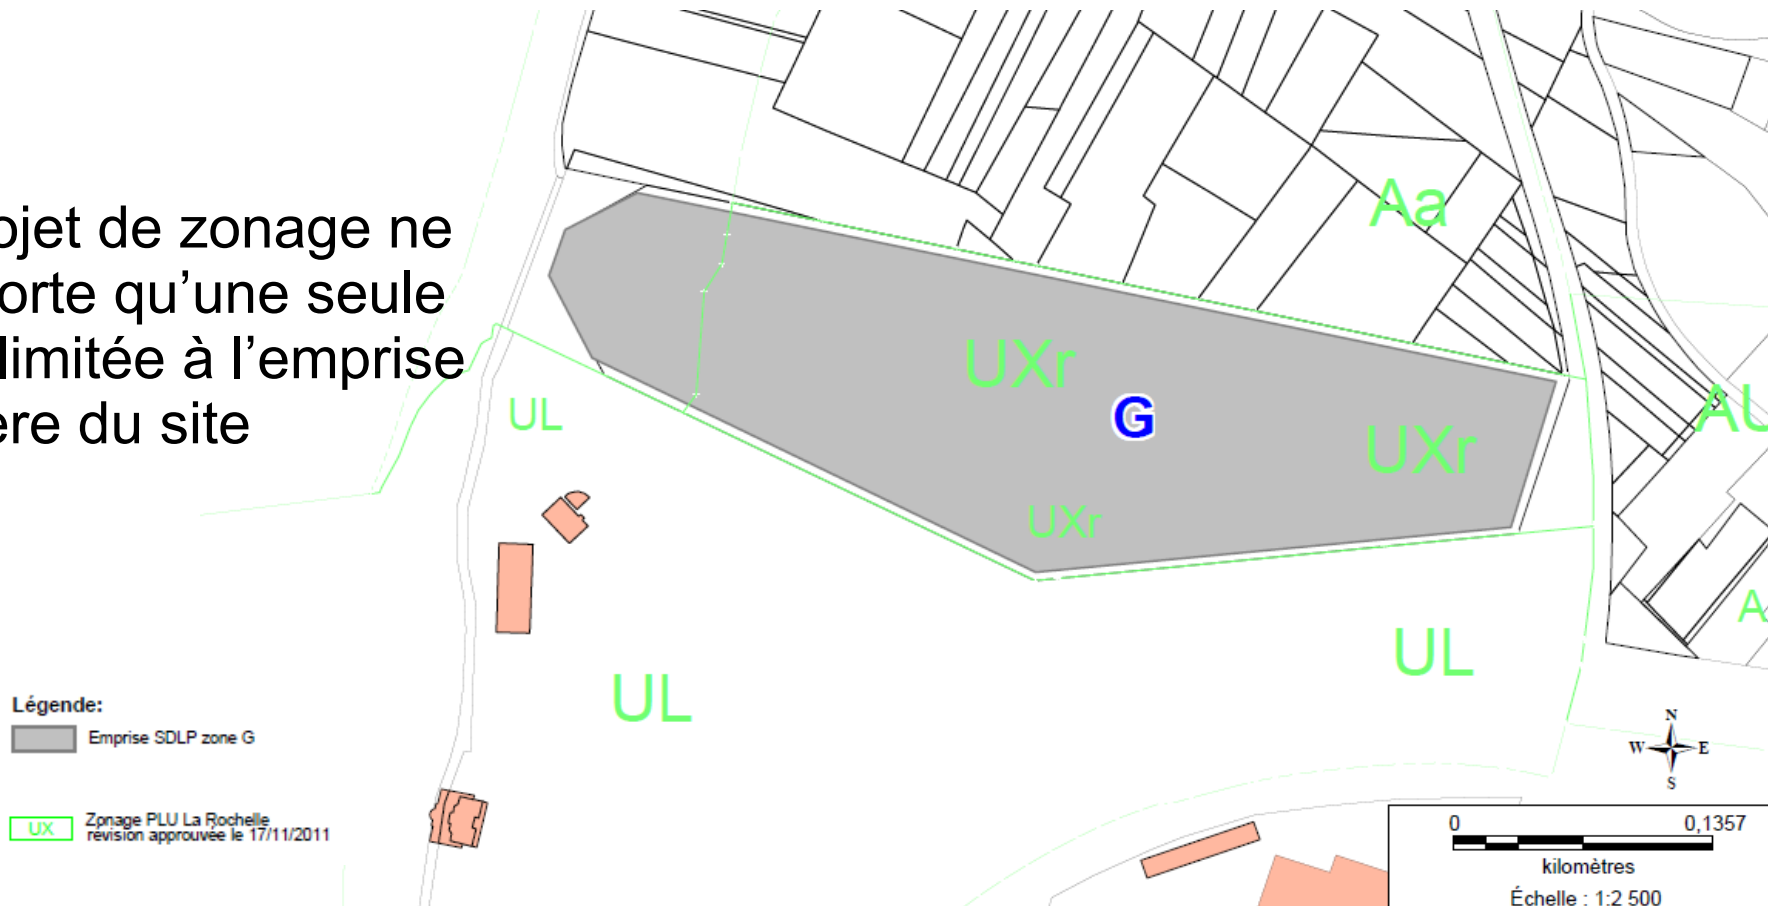 ojet de zonage ne
orte qu’une seule
limitée à l’emprise
ère du site
Aa
UXr
G
UXr
UXr
UL
AU
A
UL
UL
Légende:
Emprise SDLP zone G
UX
Zonage PLU La Rochelle
révision approuvée le 17/11/2011
N
W E
S
0 0,1357
kilomètres
Échelle : 1:2 500